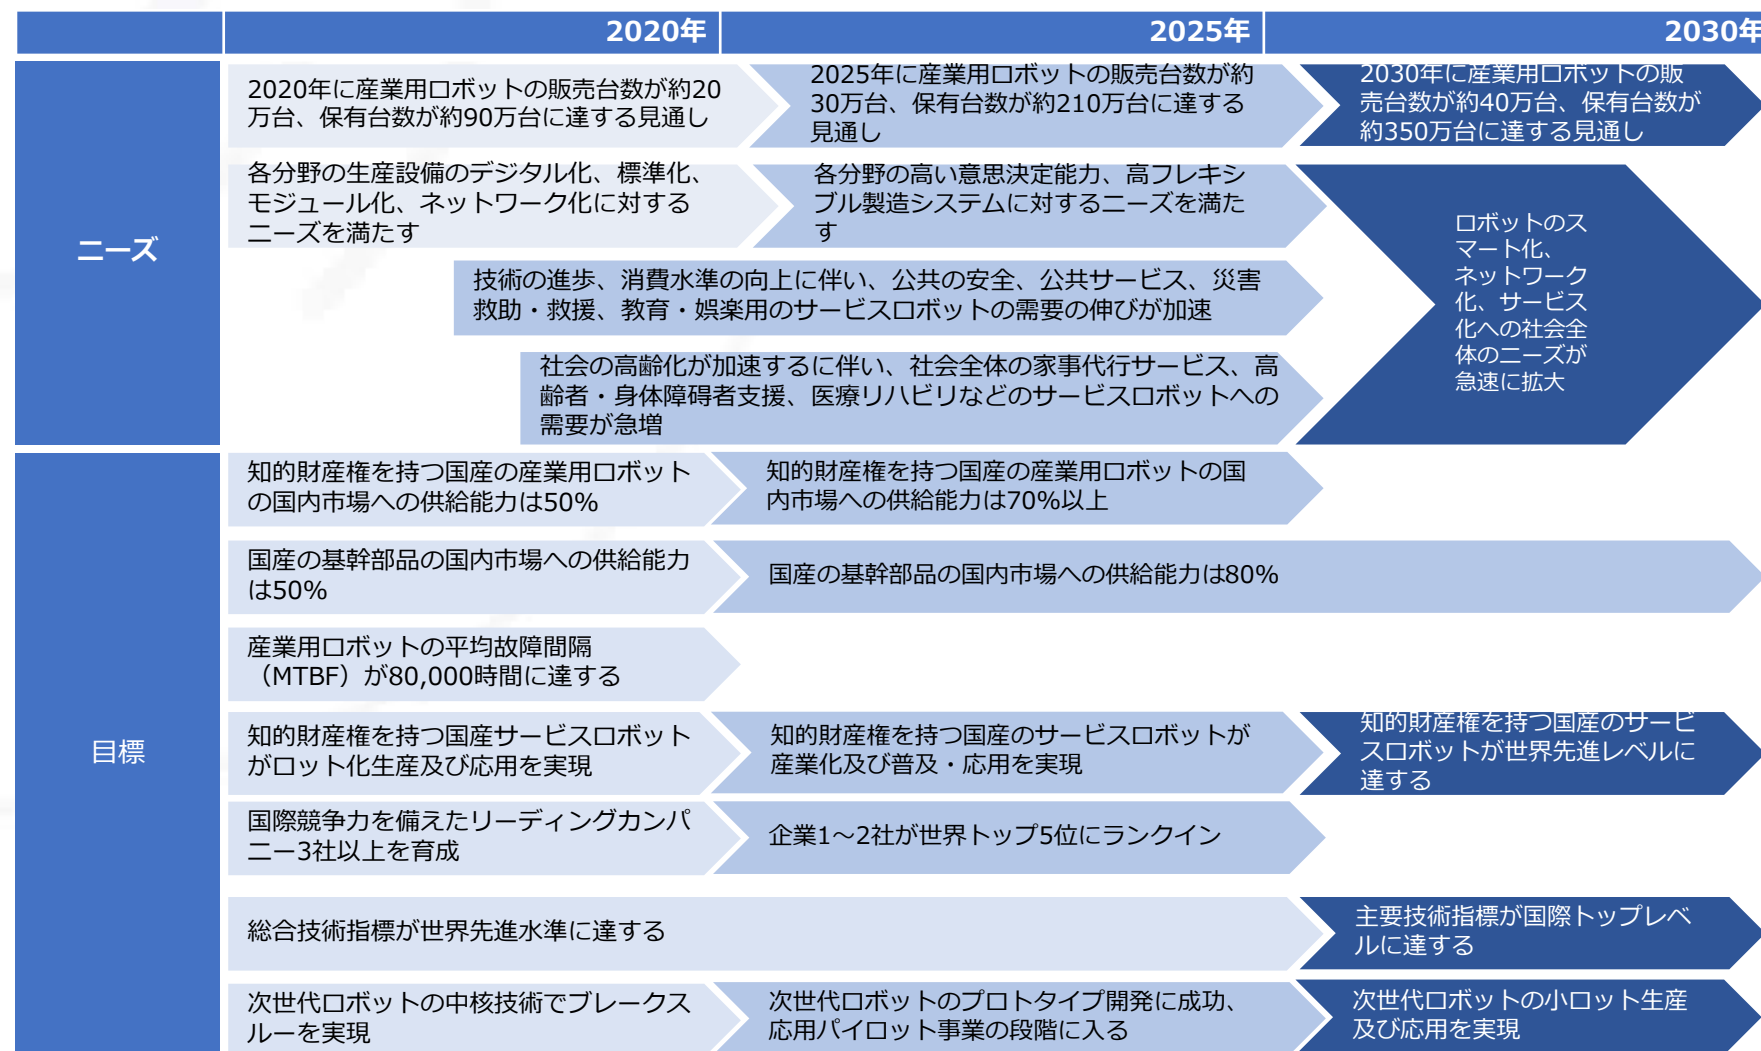 2020年
2025年
2030年
ニーズ
2020年に産業用ロボットの販売台数が約20
万台、保有台数が約90万台に達する見通し
2025年に産業用ロボットの販売台数が約
30万台、保有台数が約210万台に達する
見通し
2030年に産業用ロボットの販
売台数が約40万台、保有台数が
約350万台に達する見通し
各分野の生産設備のデジタル化、標準化、
モジュール化、ネットワーク化に対する
ニーズを満たす
各分野の高い意思決定能力、高フレキシ
ブル製造システムに対するニーズを満た
す
ロボットのス
マート化、
ネットワーク
化、サービス
化への社会全
体のニーズが
急速に拡大
技術の進歩、消費水準の向上に伴い、公共の安全、公共サービス、災害
救助・救援、教育・娯楽用のサービスロボットの需要の伸びが加速
社会の高齢化が加速するに伴い、社会全体の家事代行サービス、高
齢者・身体障碍者支援、医療リハビリなどのサービスロボットへの
需要が急増
目標
知的財産権を持つ国産の産業用ロボット
の国内市場への供給能力は50%
知的財産権を持つ国産の産業用ロボットの国
内市場への供給能力は70%以上
国産の基幹部品の国内市場への供給能力
は50%
国産の基幹部品の国内市場への供給能力は80%
産業用ロボットの平均故障間隔
（MTBF）が80,000時間に達する
知的財産権を持つ国産サービスロボット
がロット化生産及び応用を実現
知的財産権を持つ国産のサービスロボットが
産業化及び普及・応用を実現
知的財産権を持つ国産のサービ
スロボットが世界先進レベルに
達する
国際競争力を備えたリーディングカンパ
ニー3社以上を育成
企業1～2社が世界トップ5位にランクイン
総合技術指標が世界先進水準に達する
主要技術指標が国際トップレベ
ルに達する
次世代ロボットの中核技術でブレークス
ルーを実現
次世代ロボットのプロトタイプ開発に成功、
応用パイロット事業の段階に入る
次世代ロボットの小ロット生産
及び応用を実現